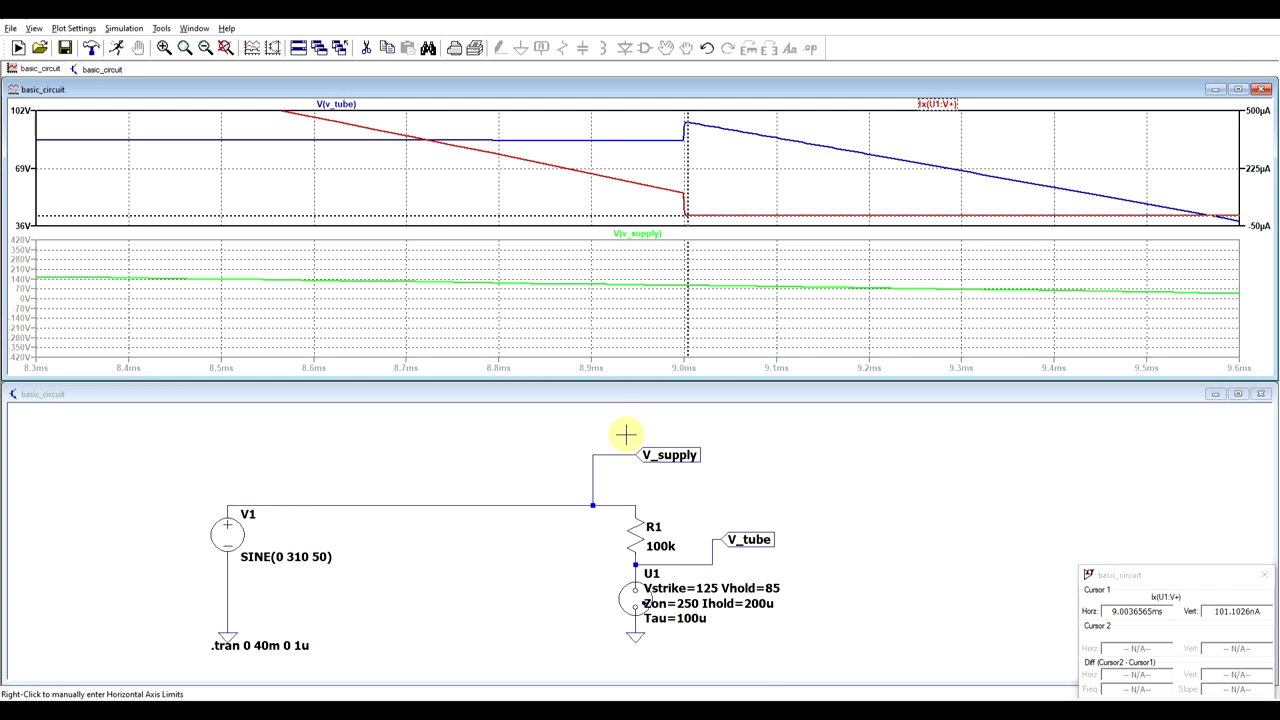 File View Plot Settings Simulation Tools Window Help
basic_circuit basic_circuit
basic_circuit
V(v_tube) Ix(U1:V+)
102V 500µA
69V 225µA
36V -50µA
V(v_supply)
420V
350V
280V
210V
140V
70V
0V
-70V
-140V
-210V
-280V
-350V
-420V
8.3ms 8.4ms 8.5ms 8.6ms 8.7ms 8.8ms 8.9ms 9.0ms 9.1ms 9.2ms 9.3ms 9.4ms 9.5ms 9.6ms
basic_circuit
V_supply
V1
SINE(0 310 50)
R1
100k
V_tube
U1
Vstrike=125 Vhold=85
Zon=250 Ihold=200u
Tau=100u
.tran 0 40m 0 1u
basic_circuit
Cursor 1
Ix(U1:V+)
Horz: 9.0036565ms Vert: 101.1026nA
Cursor 2
Horz: -- N/A-- Vert: -- N/A--
Diff (Cursor2 - Cursor1)
Horz: -- N/A-- Vert: -- N/A--
Freq: -- N/A-- Slope: -- N/A--
Right-Click to manually enter Horizontal Axis Limits